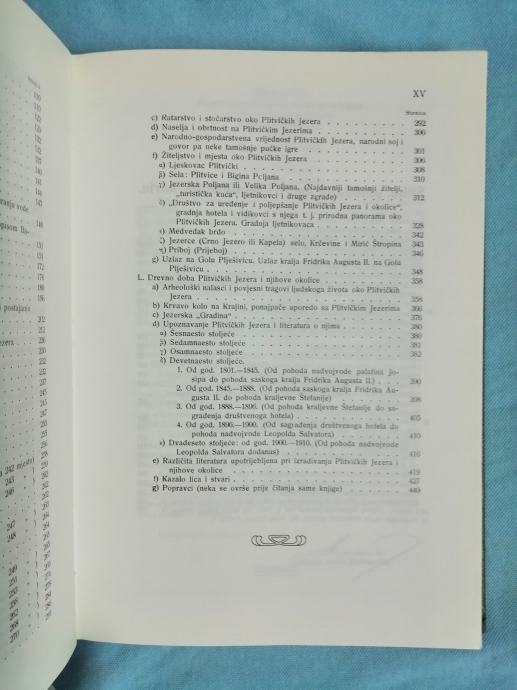 XV
Strana
c) Ratarstvo i stočarstvo oko Plitvičkih Jezera 292
d) Naselja i obrtnost na Plitvičkim Jezerima 300
e) Narodno-gospodarstvena vrijednost Plitvičkih Jezera, narodni soj i
govor pa neke tamošnje pučke igre 301
f) Žiteljstvo i mjesta oko Plitvičkih Jezera 306
α) Ljeskovac Plitvički 308
β) Sela: Plitvice i Bigina Poljana 310
γ) Jezerska Poljana ili Velika Poljana. (Najdavniji tamošnji žitelji,
„turistička kuća“, ljetnikovci i druge zgrade) 312
δ) „Društvo za uređenje i poljepšanje Plitvičkih Jezera i okolice“,
gradnja hotela i vidikovci s njega t. j. prirodna panorama oko
Plitvičkih Jezera. Gradnja ljetnikovaca 328
ε) Medveđak brdo 342
ζ) Jezerce (Crno Jezero ili Kapela) selo, Krčevine i Mirić Štropina 343
η) Priboj (Prijeboj) 346
g) Uzlaz na Golu Plješivicu. Uzlaz kralja Fridrika Augusta II. na Golu
Plješivicu 348
L. Drevno doba Plitvičkih Jezera i njihove okolice 358
a) Arheološki nalasci i povjesni tragovi ljudskoga života oko Plitvičkih
Jezera 358
b) Krvavo kolo na Krajini, ponajpače uporedo sa Plitvičkim Jezerima 366
c) Jezerska „Gradina“ 376
d) Upoznavanje Plitvičkih Jezera i literatura o njima 380
α) Šesnaesto stoljeće 380
β) Sedamnaesto stoljeće 381
γ) Osamnaesto stoljeće 382
δ) Devetnaesto stoljeće.
1. Od god. 1801.—1845. (Od pohoda nadvojvode palatina Jo-
sipa do pohoda saskoga kralja Fridrika Augusta II.) 390
2. Od god. 1845.—1888. (Od pohoda kralja Fridrika Au-
gusta II. do pohoda kraljevne Štefanije) 398
3. Od god. 1888.—1896. (Od pohoda kraljevne Štefanije do sa-
građenja društvenoga hotela) 405
4. Od god. 1896.—1900. (Od sagrađenja društvenoga hotela do
pohoda nadvojvode Leopolda Salvatora) 410
ε) Dvadeseto stoljeće: od god. 1900.—1910. (Od pohoda nadvojvode
Leopolda Salvatora dodanas) 416
e) Različita literatura upotrijebljena pri izrađivanju Plitvičkih Jezera i
njihove okolice 419
f) Kazalo lica i stvari 427
g) Popravci (neka se ovrše prije čitanja same knjige) 440